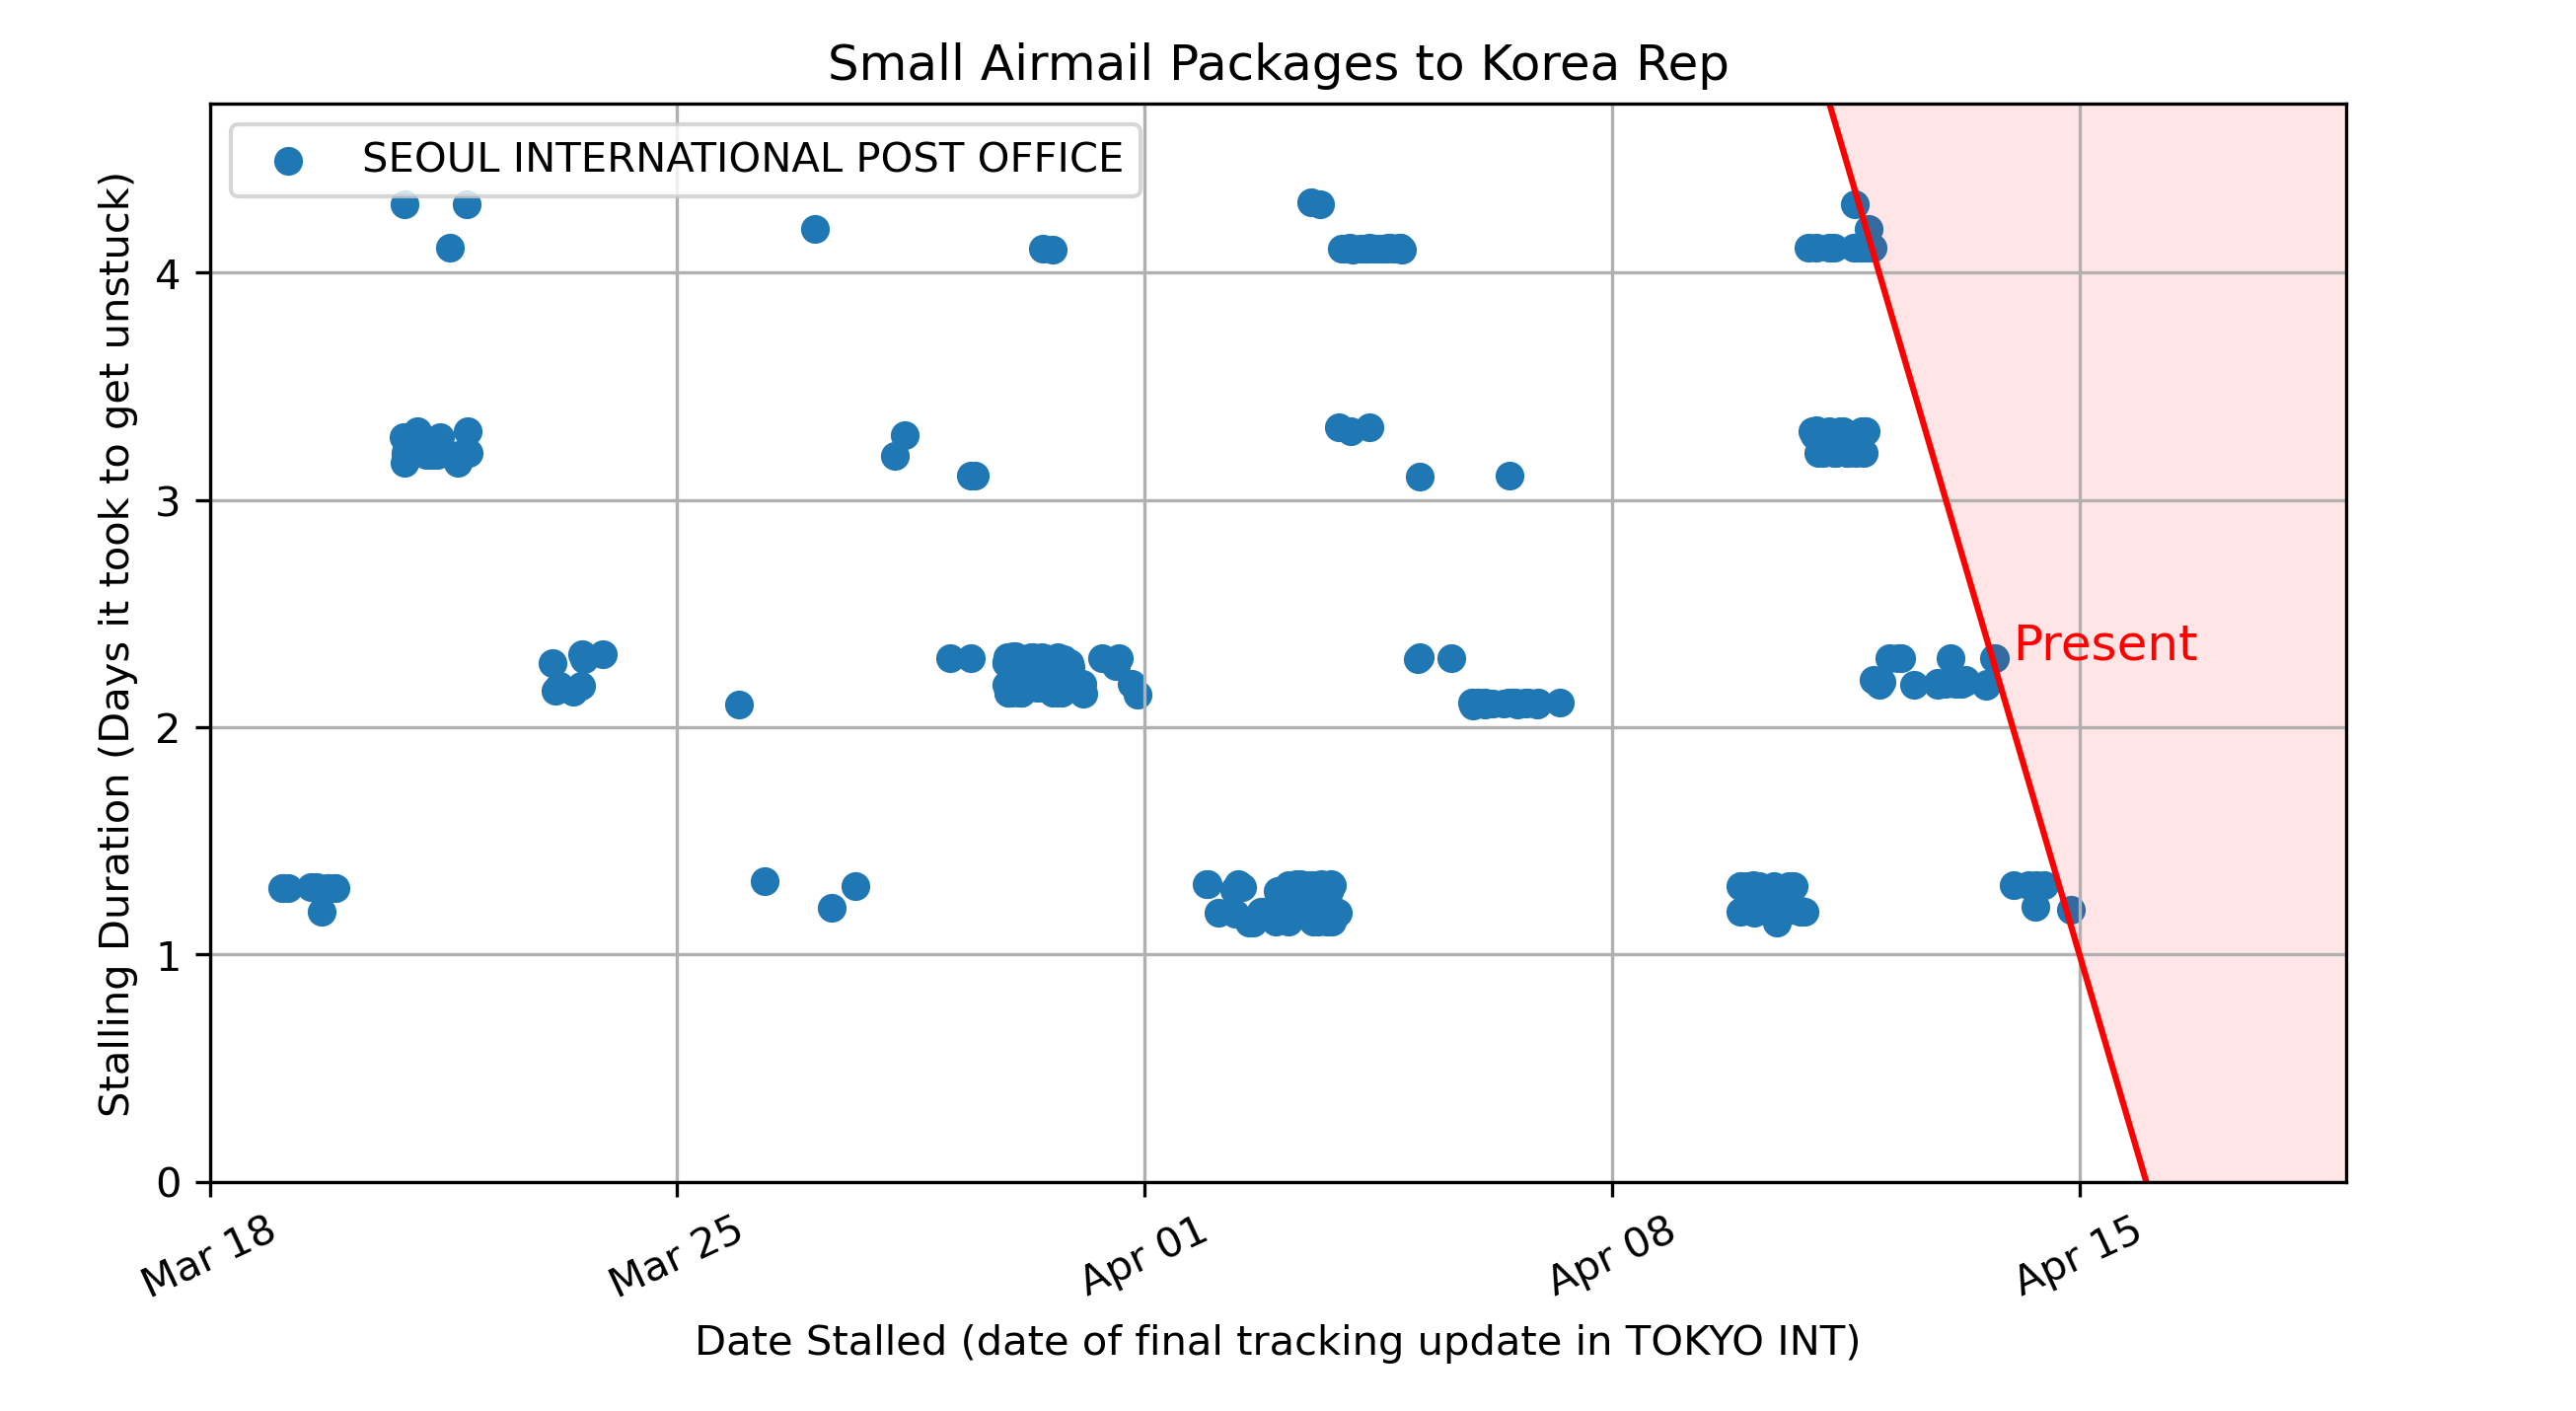 Small Airmail Packages to Korea Rep
SEOUL INTERNATIONAL POST OFFICE
Stalling Duration (Days it took to get unstuck)
4
3
2
1
0
Present
Mar 18
Mar 25
Apr 01
Apr 08
Apr 15
Date Stalled (date of final tracking update in TOKYO INT)